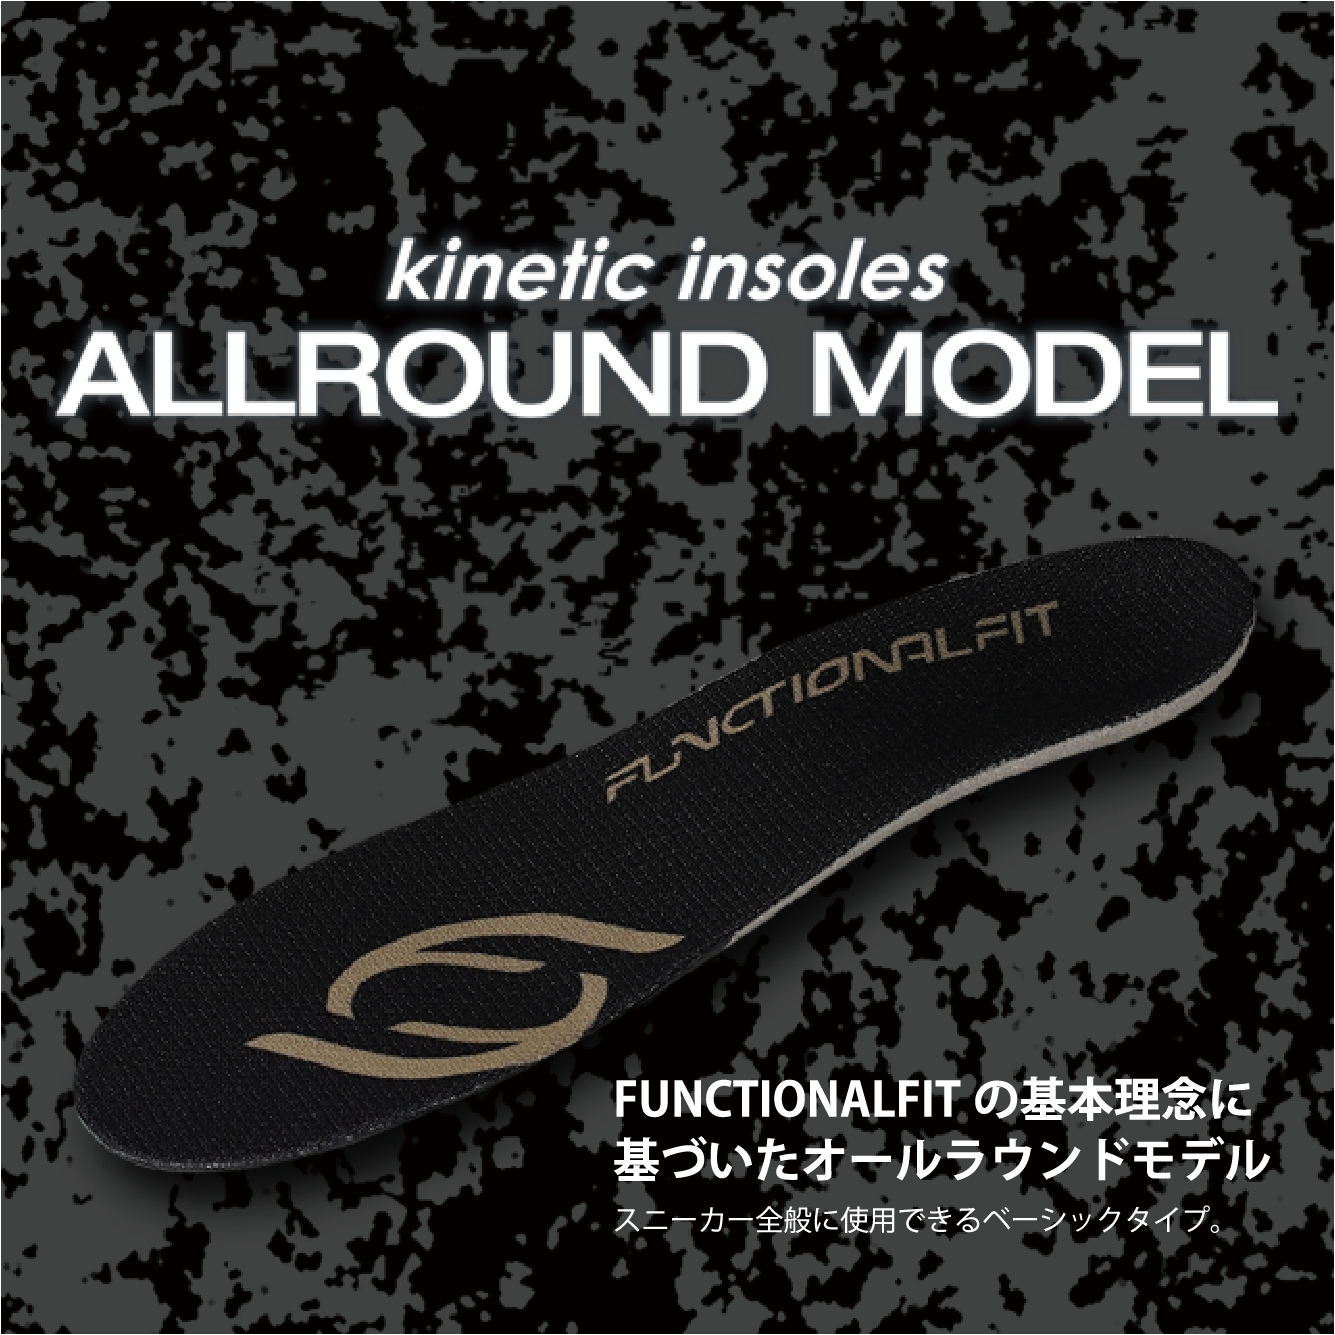 kinetic insoles
ALLROUND MODEL
FUNCTIONALFIT
FUNCTIONALFIT の基本理念に
基づいたオールラウンドモデル
スニーカー全般に使用できるベーシックタイプ。